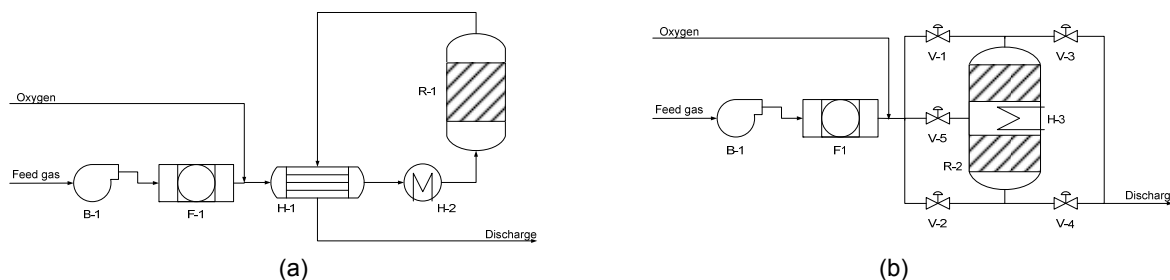 R-1
Oxygen
Feed gas
B-1
F-1
H-1
H-2
Discharge
(a)
Oxygen
V-1
V-3
Feed gas
V-5
H-3
B-1
F1
R-2
V-2
V-4
Discharg
(b)